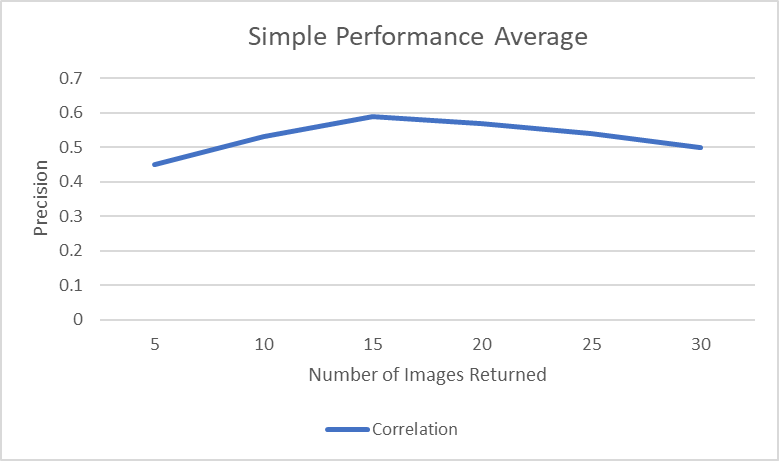 Simple Performance Average
0.7
0.6
0.5
0.4
0.3
0.2
0.1
0
Precision
5 10 15 20 25 30
Number of Images Returned
Correlation